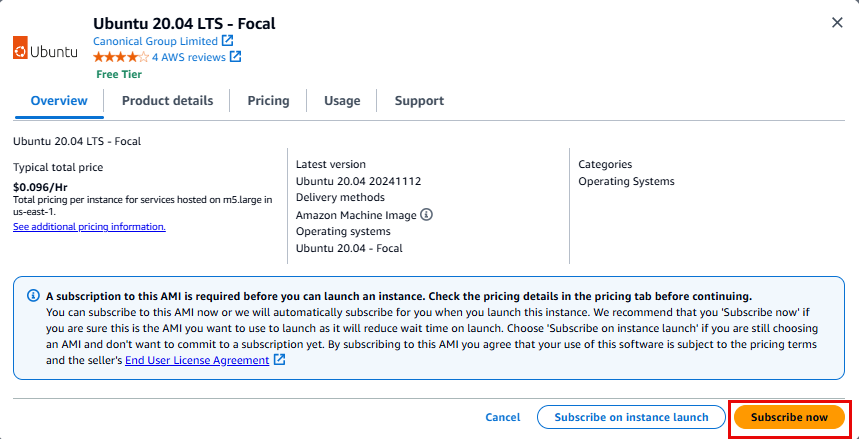 Ubuntu 20.04 LTS - Focal
Ubuntu
Canonical Group Limited
4 AWS reviews
Free Tier
Overview
Product details
Pricing
Usage
Support
Ubuntu 20.04 LTS - Focal
Typical total price
$0.096/Hr
Total pricing per instance for services hosted on m5.large in
us-east-1.
See additional pricing information.
Latest version
Ubuntu 20.04 20241112
Delivery methods
Amazon Machine Image
Operating systems
Ubuntu 20.04 - Focal
Categories
Operating Systems
A subscription to this AMI is required before you can launch an instance. Check the pricing details in the pricing tab before continuing.
You can subscribe to this AMI now or we will automatically subscribe for you when you launch this instance. We recommend that you 'Subscribe now' if
you are sure this is the AMI you want to use to launch as it will reduce wait time on launch. Choose 'Subscribe on instance launch' if you are still choosing
an AMI and don't want to commit to a subscription yet. By subscribing to this AMI you agree that your use of this software is subject to the pricing terms
and the seller's End User License Agreement
Cancel
Subscribe on instance launch
Subscribe now